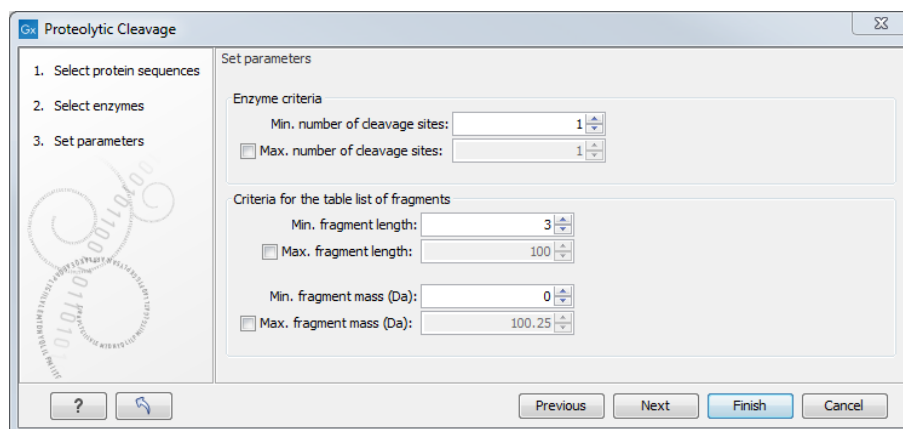 Gx Proteolytic Cleavage
1. Select protein sequences
2. Select enzymes
3. Set parameters
Set parameters
Enzyme criteria
Min. number of cleavage sites: 1
Max. number of cleavage sites: 1
Criteria for the table list of fragments
Min. fragment length: 3
Max. fragment length: 100
Min. fragment mass (Da): 0
Max. fragment mass (Da): 100.25
? Previous Next Finish Cancel